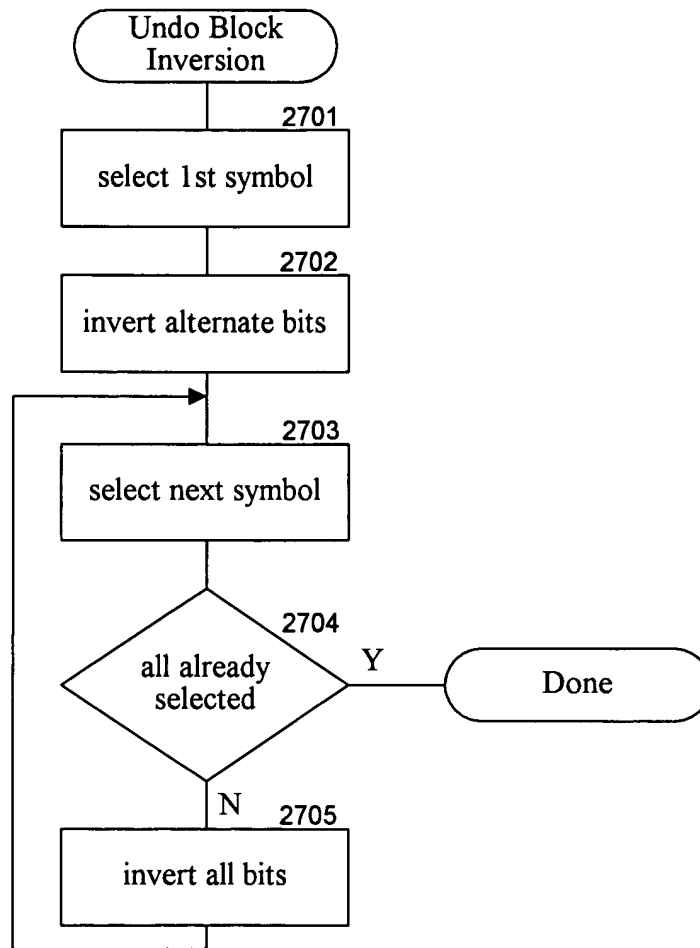 Undo Block
Inversion
2701
select 1st symbol
2702
invert alternate bits
2703
select next symbol
2704
all already
selected
Y
Done
N
2705
invert all bits